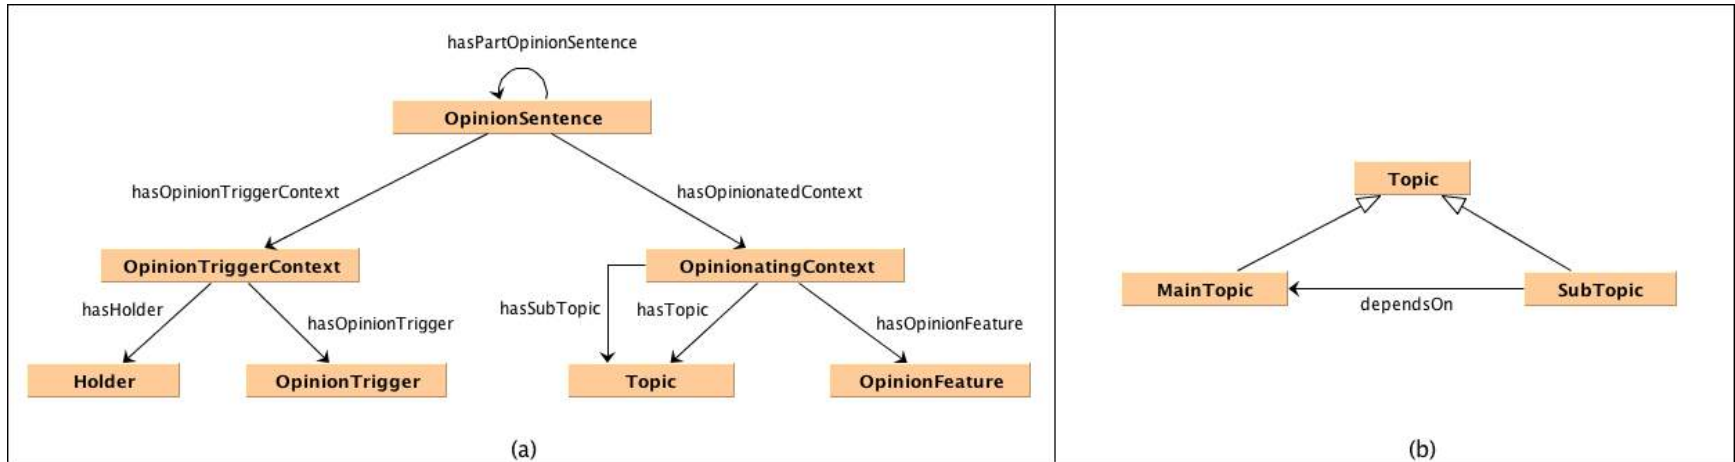 hasPartOpinionSentence
OpinionSentence
hasOpinionTriggerContext
hasOpinionatedContext
OpinionTriggerContext
OpinionatingContext
hasHolder
hasOpinionTrigger
hasSubTopic
hasTopic
hasOpinionFeature
Holder
OpinionTrigger
Topic
OpinionFeature
(a)
Topic
MainTopic
SubTopic
dependsOn
(b)